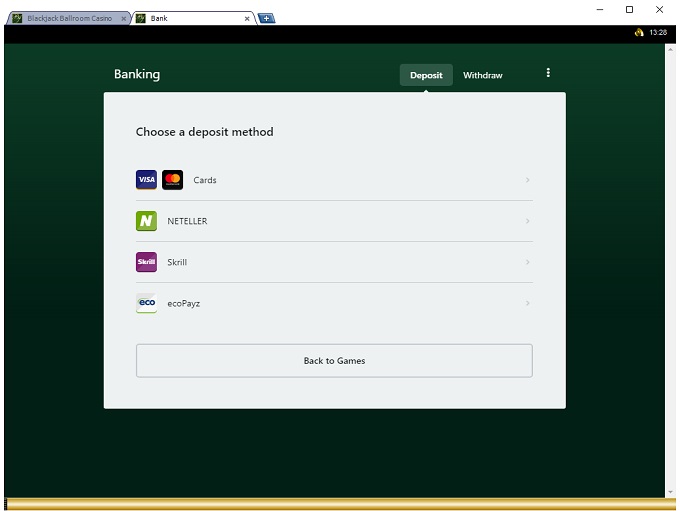 Blackjack Ballroom Casino
Bank
13:28
Banking
Deposit
Withdraw
Choose a deposit method
VISA
Cards
N
NETELLER
Skrill
Skrill
eco
ecoPayz
Back to Games